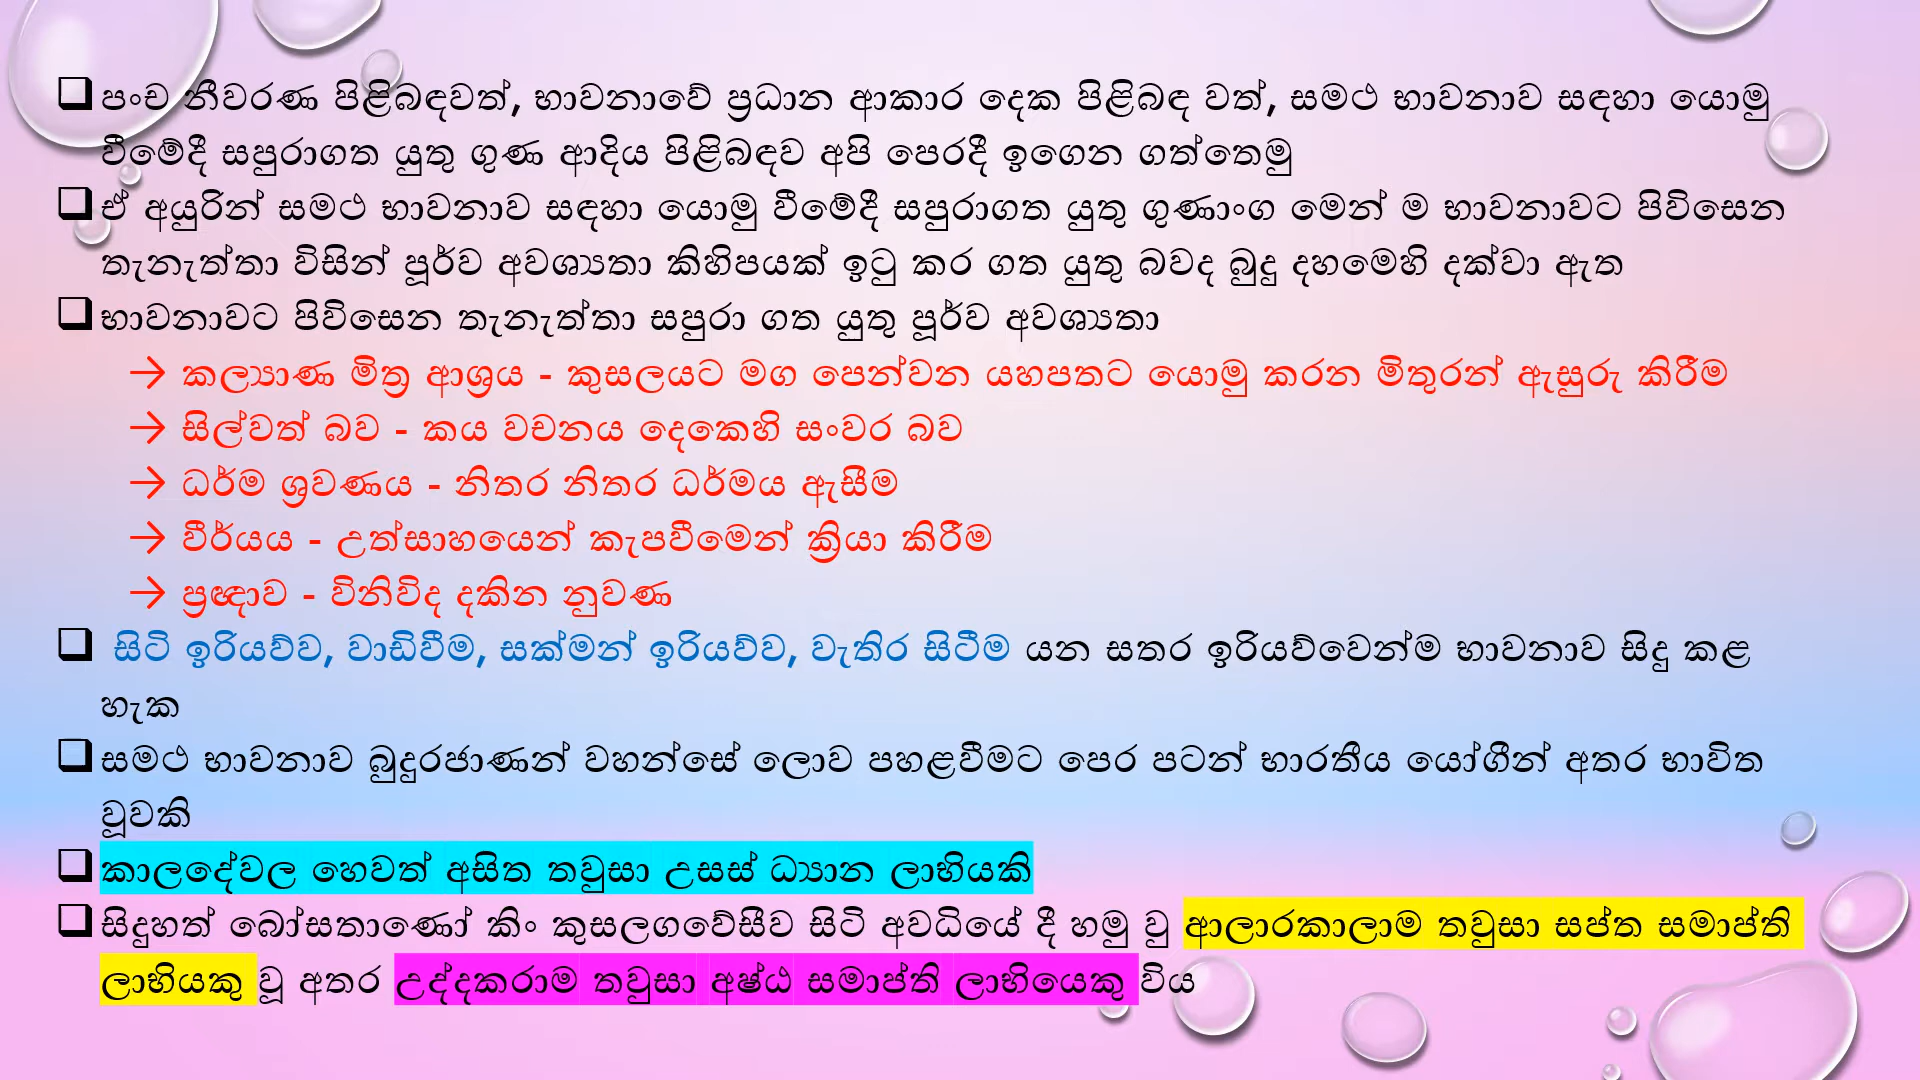 ❑ පංච නීවරණ පිළිබඳවත්, භාවනාවේ ප්‍රධාන ආකාර දෙක පිළිබඳ වත්, සමථ භාවනාව සඳහා යොමු
වීමේදී සපුරාගත යුතු ගුණ ආදිය පිළිබඳව අපි පෙරදී ඉගෙන ගත්තෙමු
❑ ඒ අයුරින් සමථ භාවනාව සඳහා යොමු වීමේදී සපුරාගත යුතු ගුණාංග මෙන් ම භාවනාවට පිවිසෙන
තැනැත්තා විසින් පූර්ව අවශ්‍යතා කිහිපයක් ඉටු කර ගත යුතු බවද බුදු දහමෙහි දක්වා ඇත
❑ භාවනාවට පිවිසෙන තැනැත්තා සපුරා ගත යුතු පූර්ව අවශ්‍යතා
→ කල්‍යාණ මිත්‍ර ආශ්‍රය - කුසලයට මග පෙන්වන යහපතට යොමු කරන මිතුරන් ඇසුරු කිරීම
→ සිල්වත් බව - කය වචනය දෙකෙහි සංවර බව
→ ධර්ම ශ්‍රවණය - නිතර නිතර ධර්මය ඇසීම
→ වීර්යය - උත්සාහයෙන් කැපවීමෙන් ක්‍රියා කිරීම
→ ප්‍රඥාව - විනිවිද දකින නුවණ
❑ සිටි ඉරියව්ව, වාඩිවීම, සක්මන් ඉරියව්ව, වැතිර සිටීම යන සතර ඉරියව්වෙන්ම භාවනාව සිදු කළ
හැක
❑ සමථ භාවනාව බුදුරජාණන් වහන්සේ ලොව පහළවීමට පෙර පටන් භාරතීය යෝගීන් අතර භාවිත
වූවකි
❑ කාලදේවල හෙවත් අසිත තවුසා උසස් ධ්‍යාන ලාභියකි
❑ සිදුහත් බෝසතාණෝ කිං කුසලගවේසීව සිටි අවධියේ දී හමු වු ආලාරකාලාම තවුසා සප්ත සමාප්ති
ලාභියකු වූ අතර උද්දකරාම තවුසා අෂ්ඨ සමාප්ති ලාභියෙකු විය